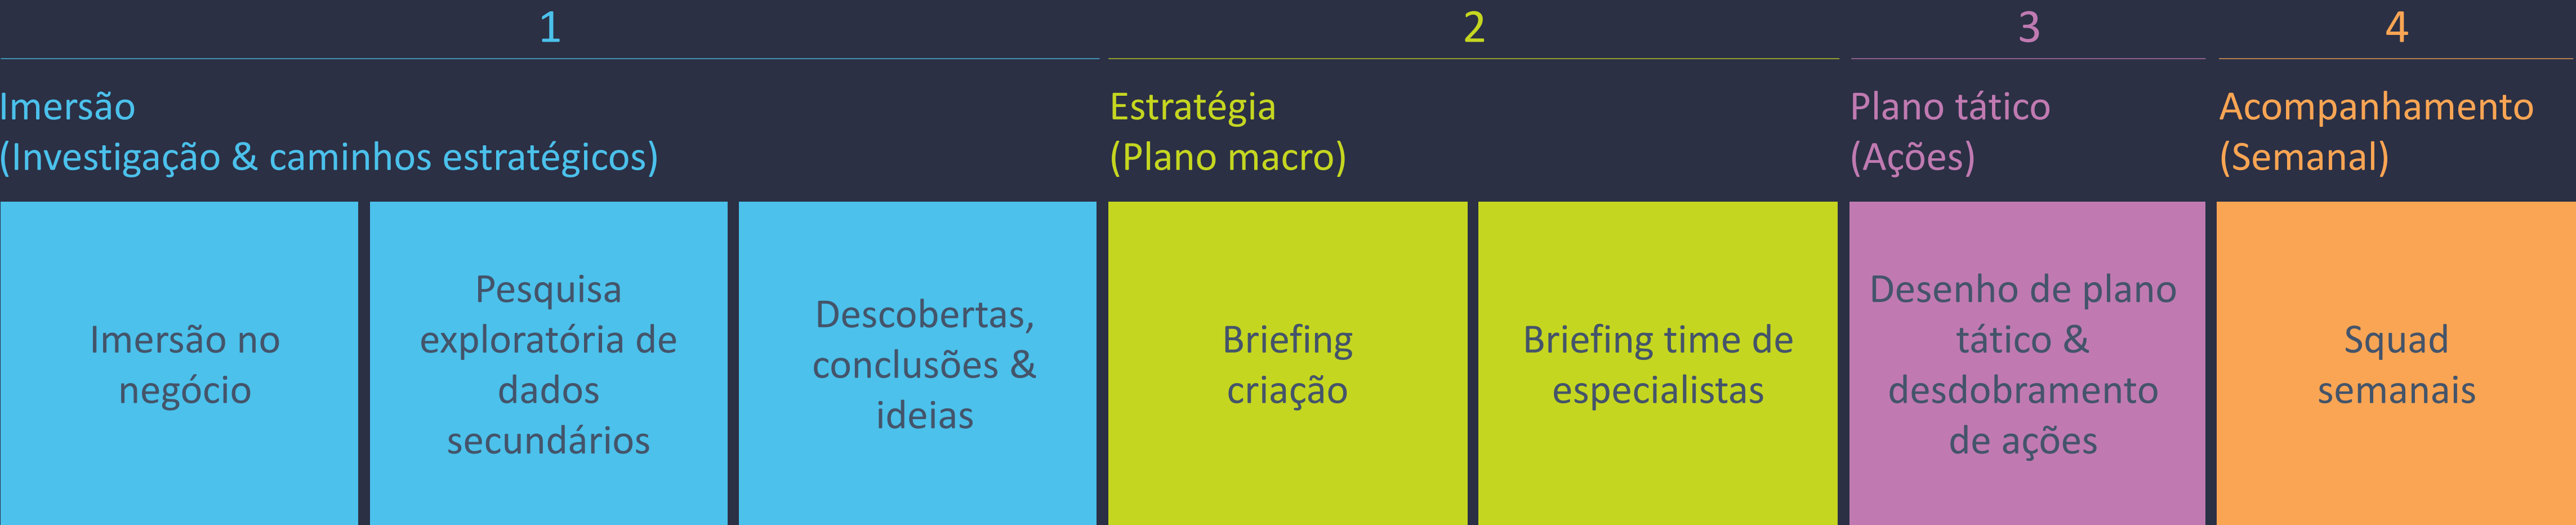 1
Imersão
(Investigação & caminhos estratégicos)
Imersão no
negócio
Pesquisa
exploratória de
dados
secundários
Descobertas,
conclusões &
ideias
2
Estratégia
(Plano macro)
Briefing
criação
Briefing time de
especialistas
3
Plano tático
(Ações)
Desenho de plano
tático &
desdobramento
de ações
4
Acompanhamento
(Semanal)
Squad
semanais